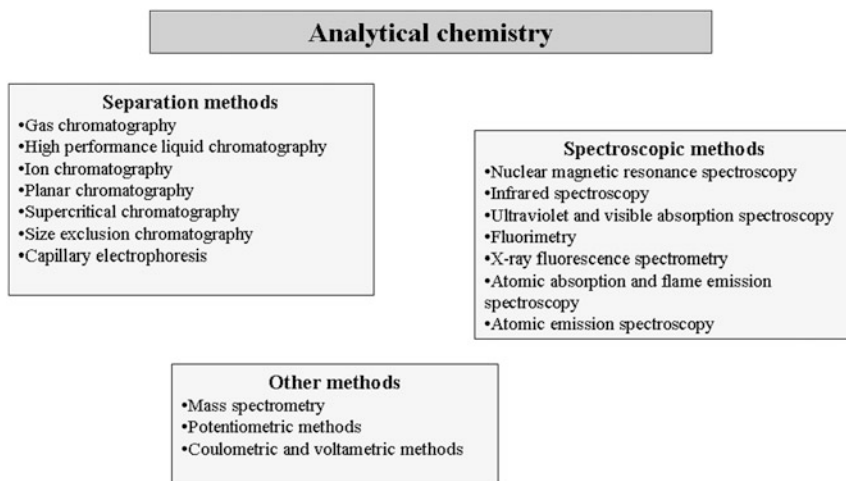 Analytical chemistry
Separation methods
•Gas chromatography
•High performance liquid chromatography
•Ion chromatography
•Planar chromatography
•Supercritical chromatography
•Size exclusion chromatography
•Capillary electrophoresis
Spectroscopic methods
•Nuclear magnetic resonance spectroscopy
•Infrared spectroscopy
•Ultraviolet and visible absorption spectroscopy
•Fluorimetry
•X-ray fluorescence spectrometry
•Atomic absorption and flame emission
spectroscopy
•Atomic emission spectroscopy
Other methods
•Mass spectrometry
•Potentiometric methods
•Coulometric and voltametric methods